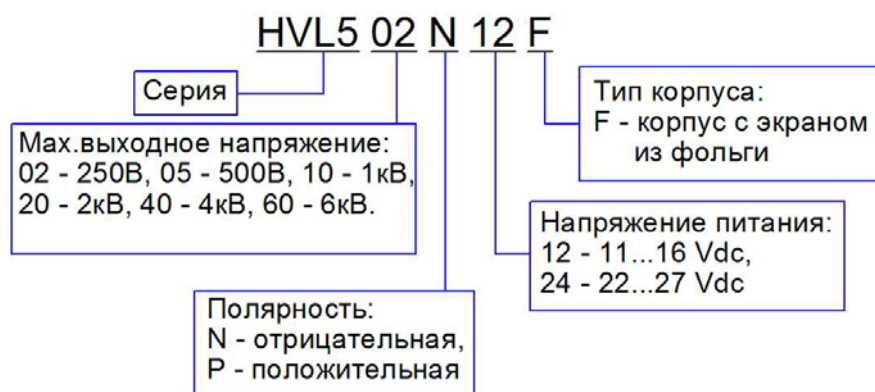 HVL5 02 N 12 F
Серия
Тип корпуса:
F - корпус с экраном
из фольги
Мах.выходное напряжение:
02 - 250В, 05 - 500В, 10 - 1кВ,
20 - 2кВ, 40 - 4кВ, 60 - 6кВ.
Напряжение питания:
12 - 11...16 Vdc,
24 - 22...27 Vdc
Полярность:
N - отрицательная,
P - положительная